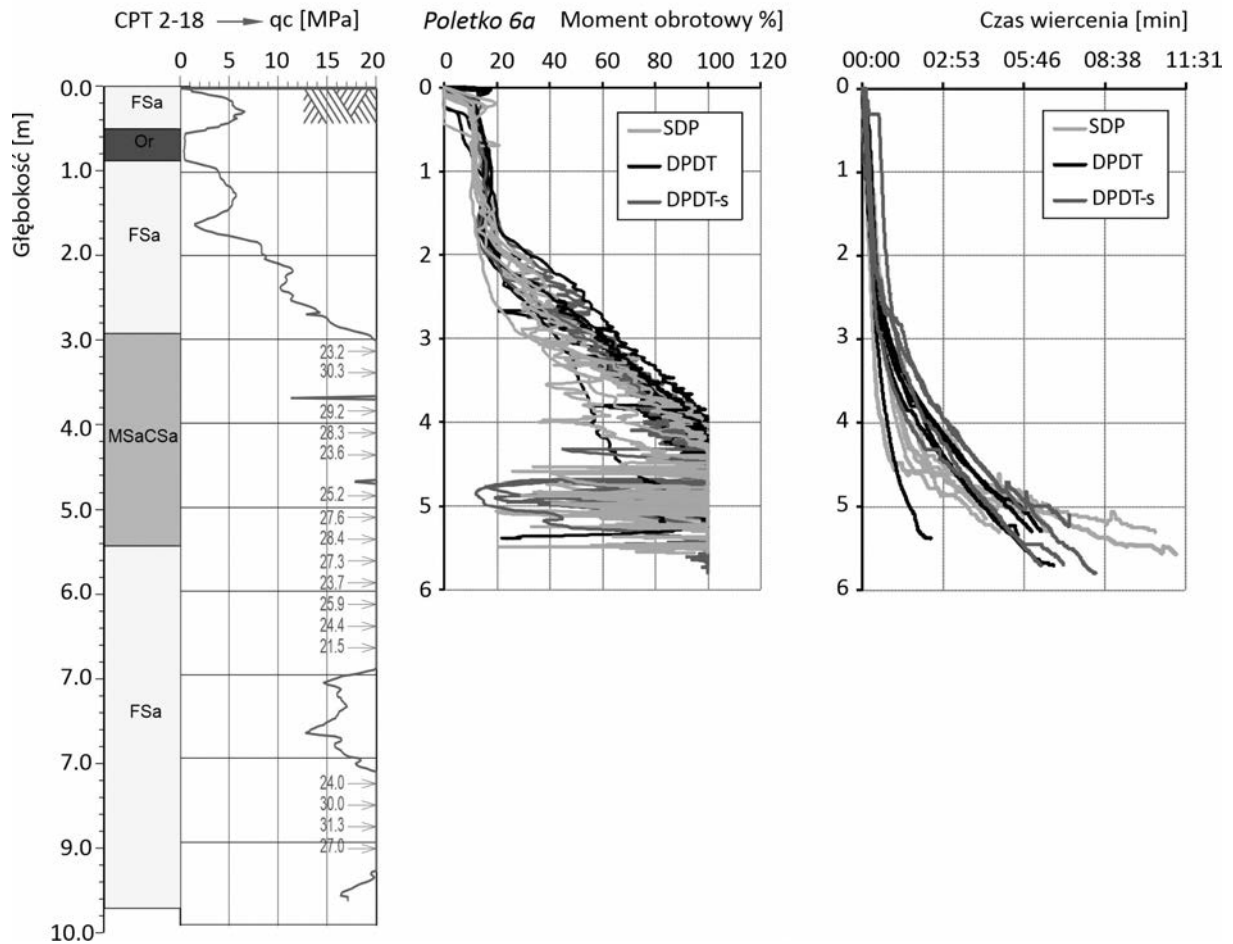 CPT 2-18 → qc [MPa]
0 5 10 15 20
Głębokość [m]
0.0
1.0
2.0
3.0
4.0
5.0
6.0
7.0
7.0
9.0
10.0
FSa
Or
FSa
MSaCSa
FSa
23.2
30.3
29.2
28.3
23.6
25.2
27.6
28.4
27.3
23.7
25.9
24.4
21.5
24.0
30.0
31.3
27.0
Poletko 6a Moment obrotowy %]
0 20 40 60 80 100 120
0
1
2
3
4
5
6
SDP
DPDT
DPDT-s
Czas wiercenia [min]
00:00 02:53 05:46 08:38 11:31
0
1
2
3
4
5
6
SDP
DPDT
DPDT-s